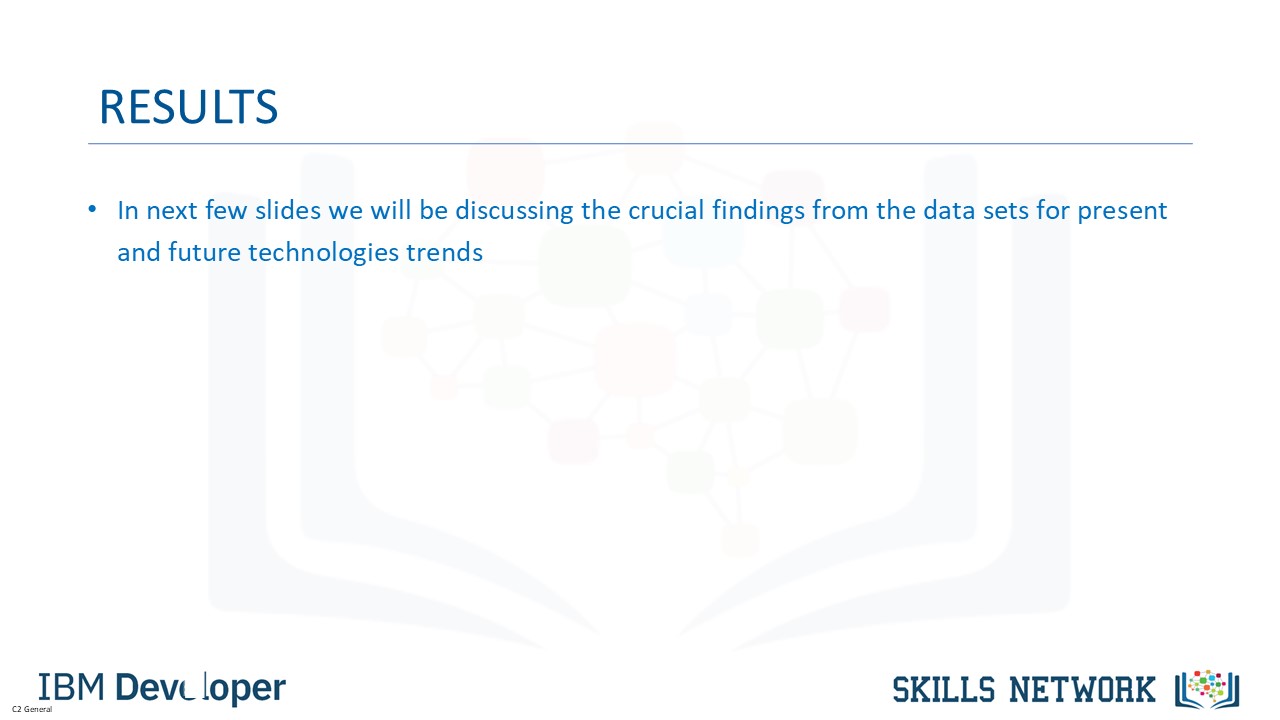 RESULTS
• In next few slides we will be discussing the crucial findings from the data sets for present
and future technologies trends
IBM Developer
SKILLS NETWORK
C2 General